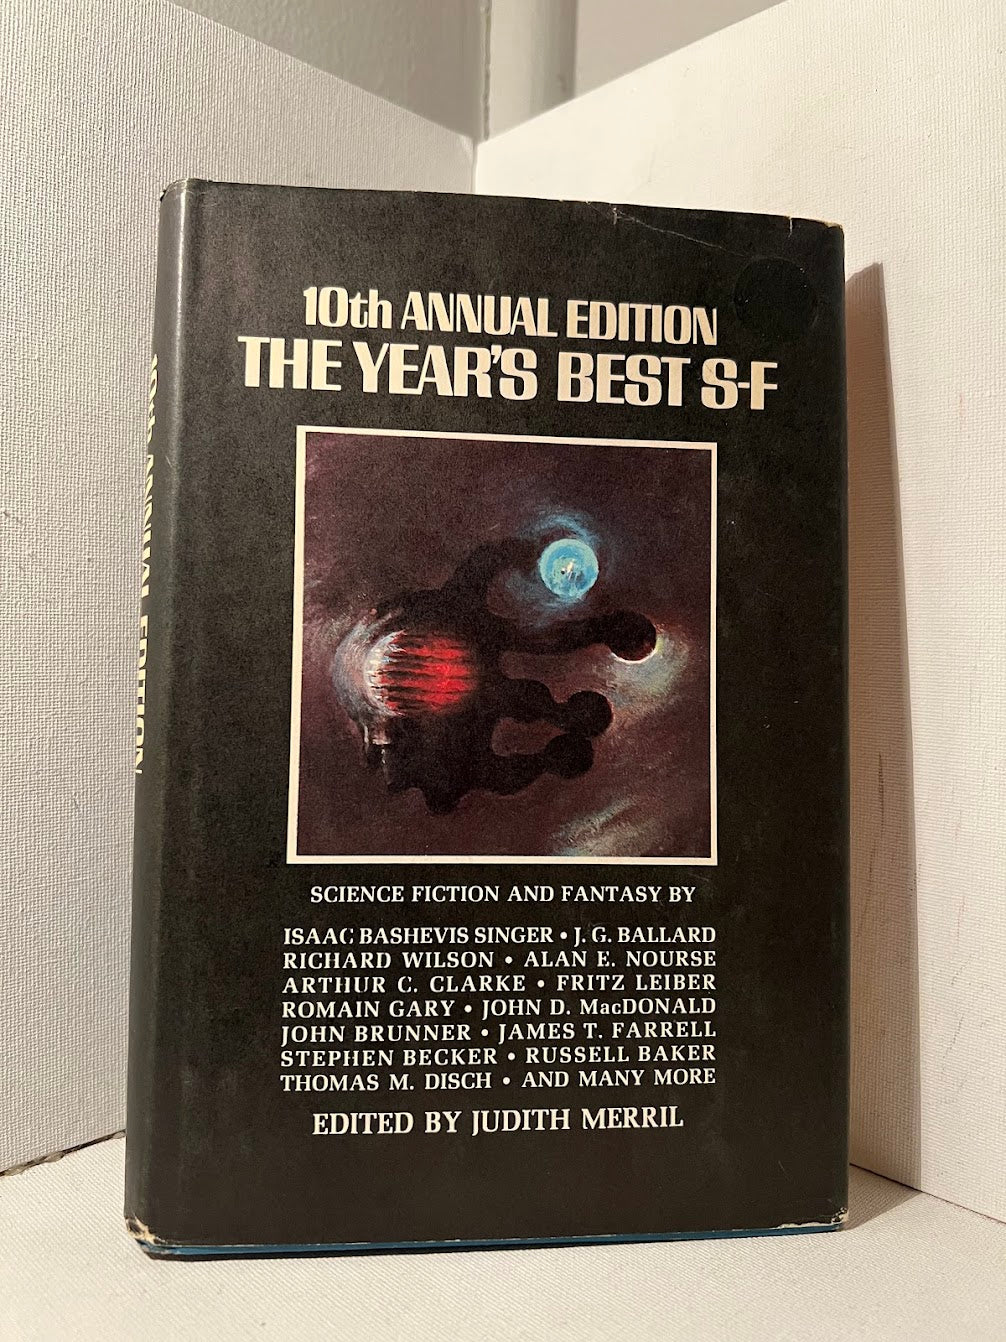 10th ANNUAL EDITION
THE YEAR'S BEST S-F
SCIENCE FICTION AND FANTASY BY
ISAAC BASHEVIS SINGER • J. G. BALLARD
RICHARD WILSON • ALAN E. NOURSE
ARTHUR C. CLARKE • FRITZ LEIBER
ROMAIN GARY • JOHN D. MacDONALD
JOHN BRUNNER • JAMES T. FARRELL
STEPHEN BECKER • RUSSELL BAKER
THOMAS M. DISCH • AND MANY MORE
EDITED BY JUDITH MERRIL
10th ANNUAL EDITION